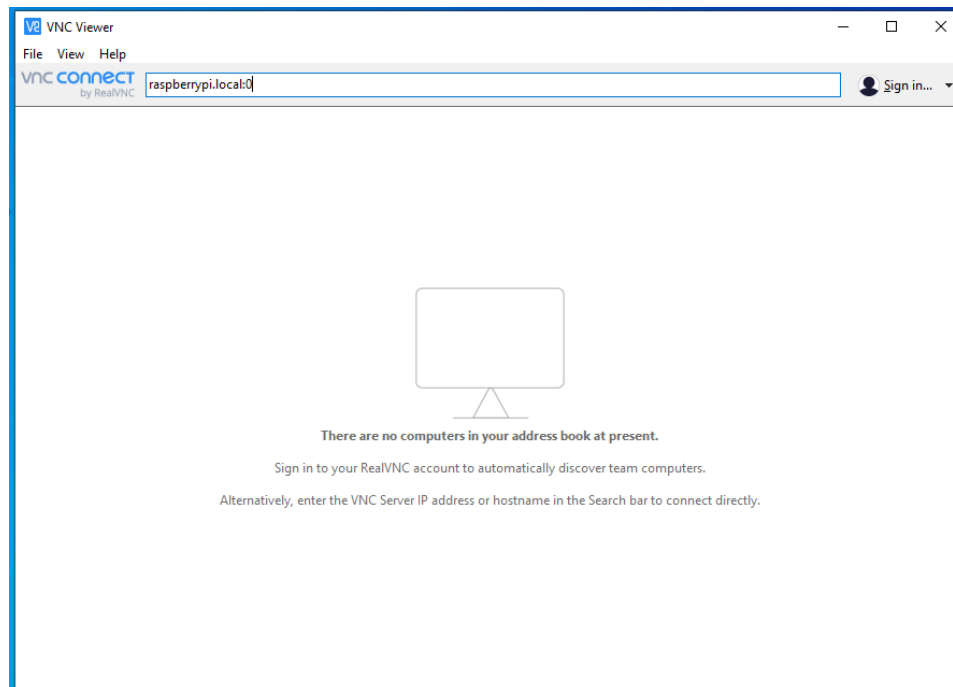 VNC Viewer
File View Help
vnc connect
by RealVNC
raspberrypi.local:0
Sign in...
There are no computers in your address book at present.
Sign in to your RealVNC account to automatically discover team computers.
Alternatively, enter the VNC Server IP address or hostname in the Search bar to connect directly.